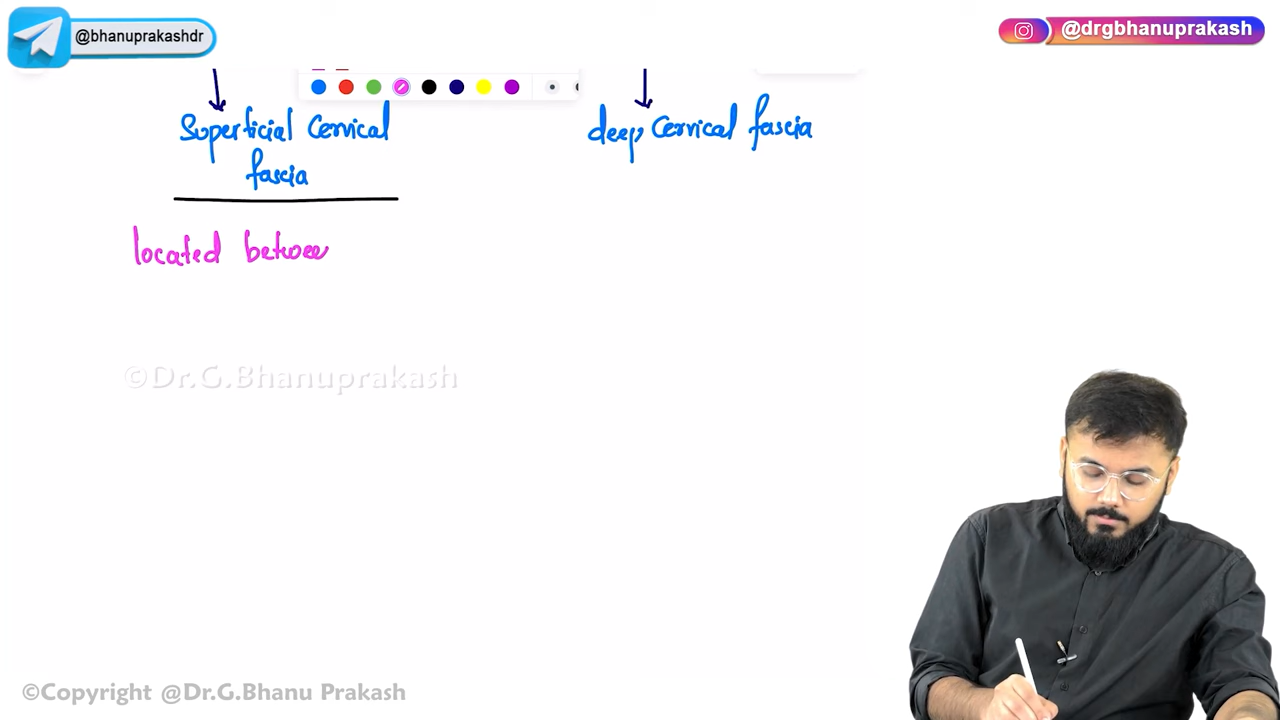 @bhanuprakashdr
@drgbhanuprakash
Superficial Cervical
fascia
deep Cervical fascia
located betwee
©Dr.G.Bhanuprakash
©Copyright @Dr.G.Bhanu Prakash